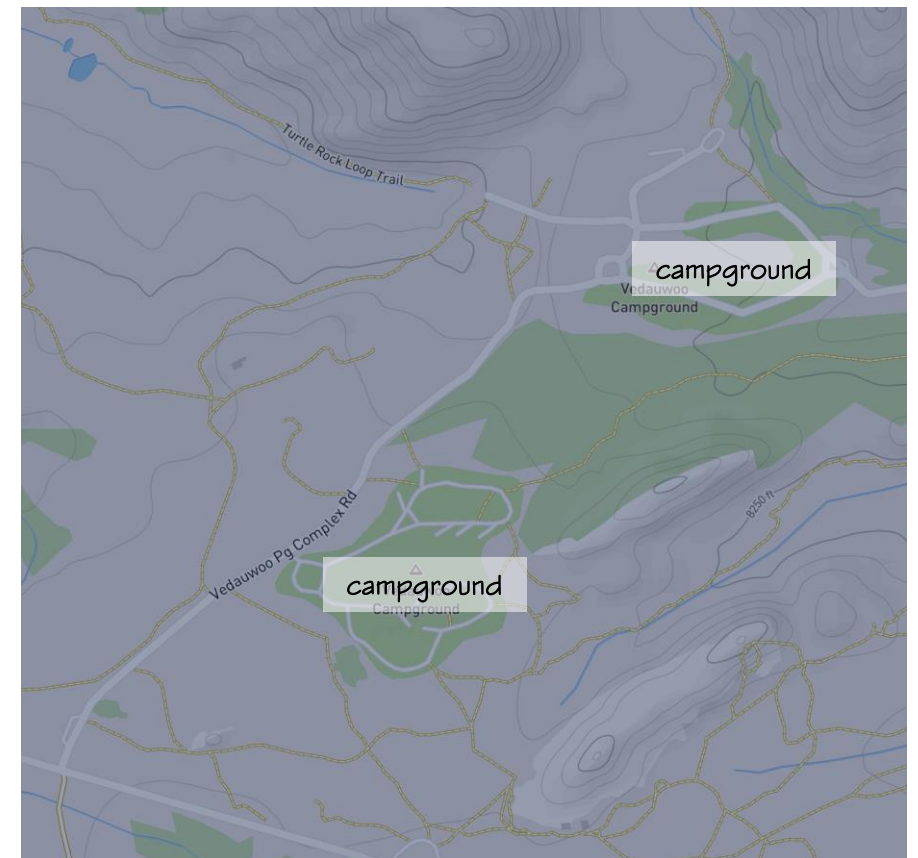 Turtle Rock Loop Trail
campground
Vedauwoo
Campground
8250 ft
Vedauwoo Pg Complex Rd
campground
Campground